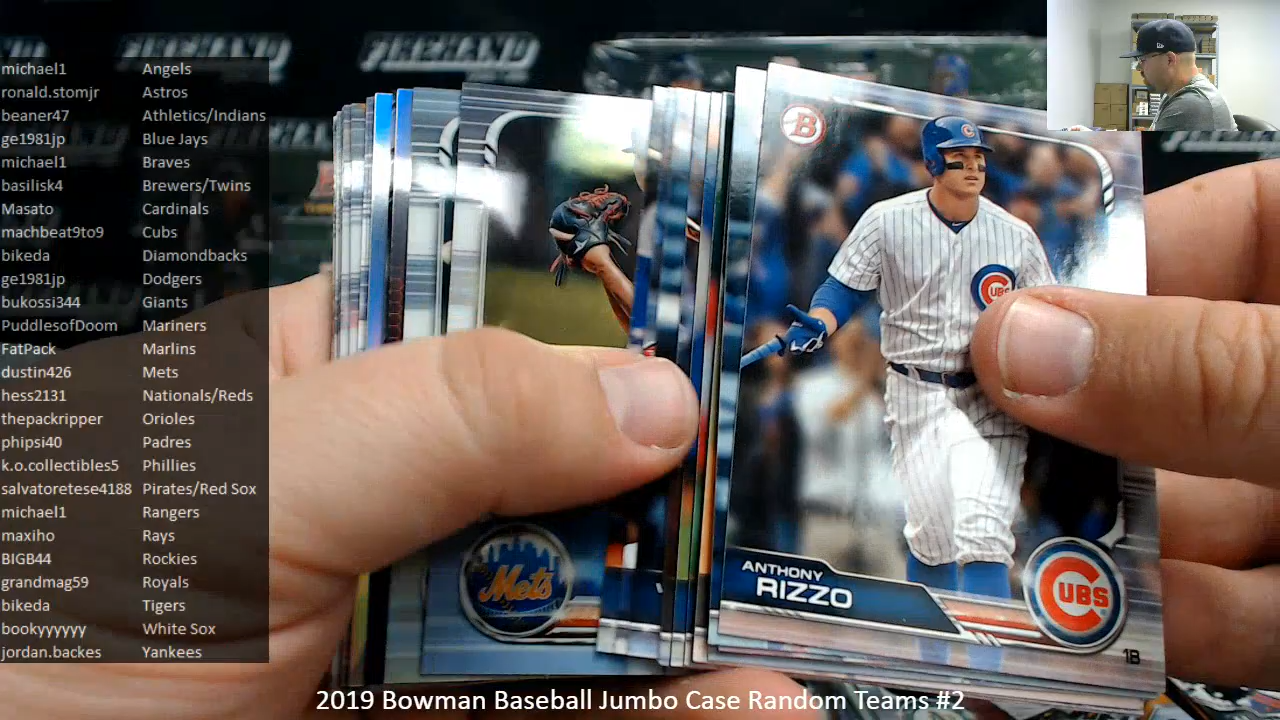 michael1 Angels
ronald.stomjr Astros
beaner47 Athletics/Indians
ge1981jp Blue Jays
michael1 Braves
basilisk4 Brewers/Twins
Masato Cardinals
machbeat9to9 Cubs
bikeda Diamondbacks
ge1981jp Dodgers
bukossi344 Giants
PuddlesofDoom Mariners
FatPack Marlins
dustin426 Mets
hess2131 Nationals/Reds
thepackripper Orioles
phipsi40 Padres
k.o.collectibles5 Phillies
salvatoretese4188 Pirates/Red Sox
michael1 Rangers
maxiho Rays
BIGB44 Rockies
grandmag59 Royals
bikeda Tigers
bookyyyyyy White Sox
jordan.backes Yankees
FIREHAND FIREHAND
B
C
CUBS
ANTHONY
RIZZO
CUBS
1B
Mets
2019 Bowman Baseball Jumbo Case Random Teams #2